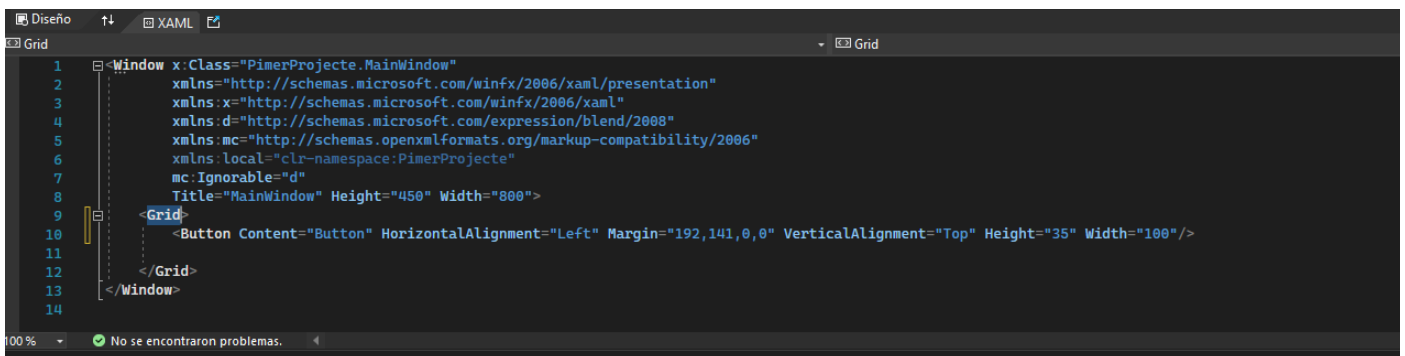 Diseño XAML
Grid Grid
1 <Window x:Class="PimerProjecte.MainWindow"
2 xmlns="http://schemas.microsoft.com/winfx/2006/xaml/presentation"
3 xmlns:x="http://schemas.microsoft.com/winfx/2006/xaml"
4 xmlns:d="http://schemas.microsoft.com/expression/blend/2008"
5 xmlns:mc="http://schemas.openxmlformats.org/markup-compatibility/2006"
6 xmlns:local="clr-namespace:PimerProjecte"
7 mc:Ignorable="d"
8 Title="MainWindow" Height="450" Width="800">
9 <Grid>
10 <Button Content="Button" HorizontalAlignment="Left" Margin="192,141,0,0" VerticalAlignment="Top" Height="35" Width="100"/>
11
12 </Grid>
13 </Window>
14
100 % No se encontraron problemas.